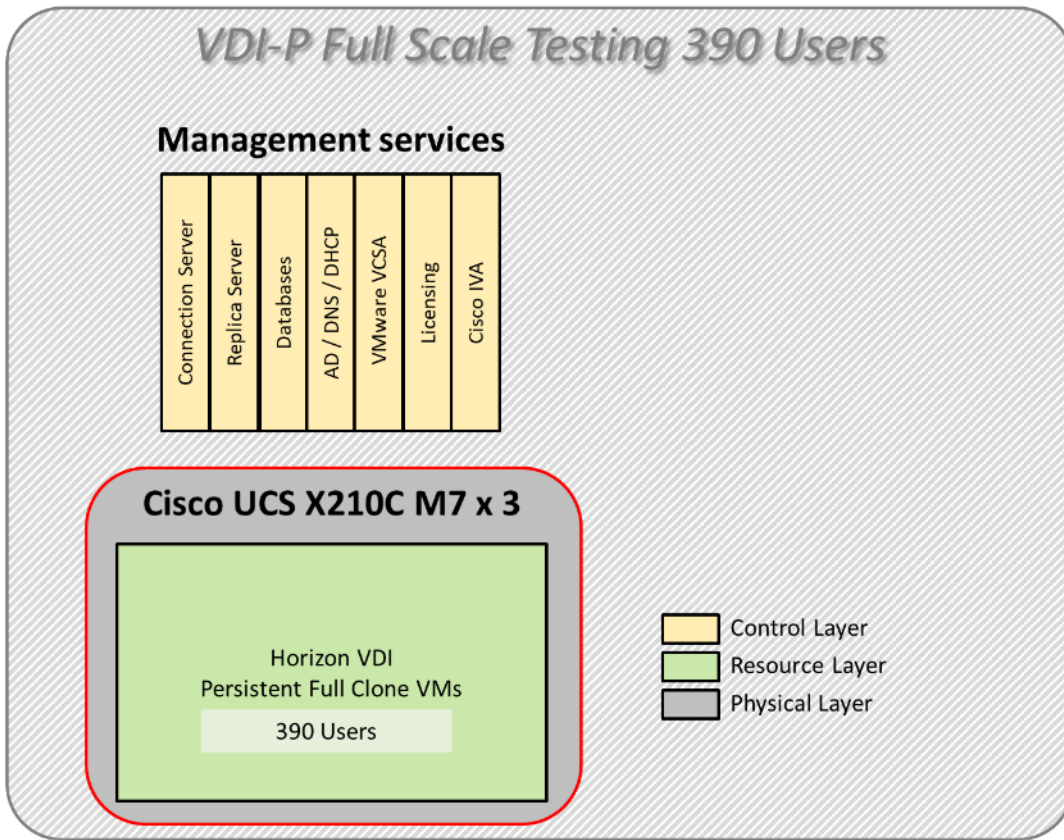 VDI-P Full Scale Testing 390 Users
Management services
Connection Server
Replica Server
Databases
AD / DNS / DHCP
VMware VCSA
Licensing
Cisco IVA
Cisco UCS X210C M7 x 3
Horizon VDI
Persistent Full Clone VMs
390 Users
Control Layer
Resource Layer
Physical Layer